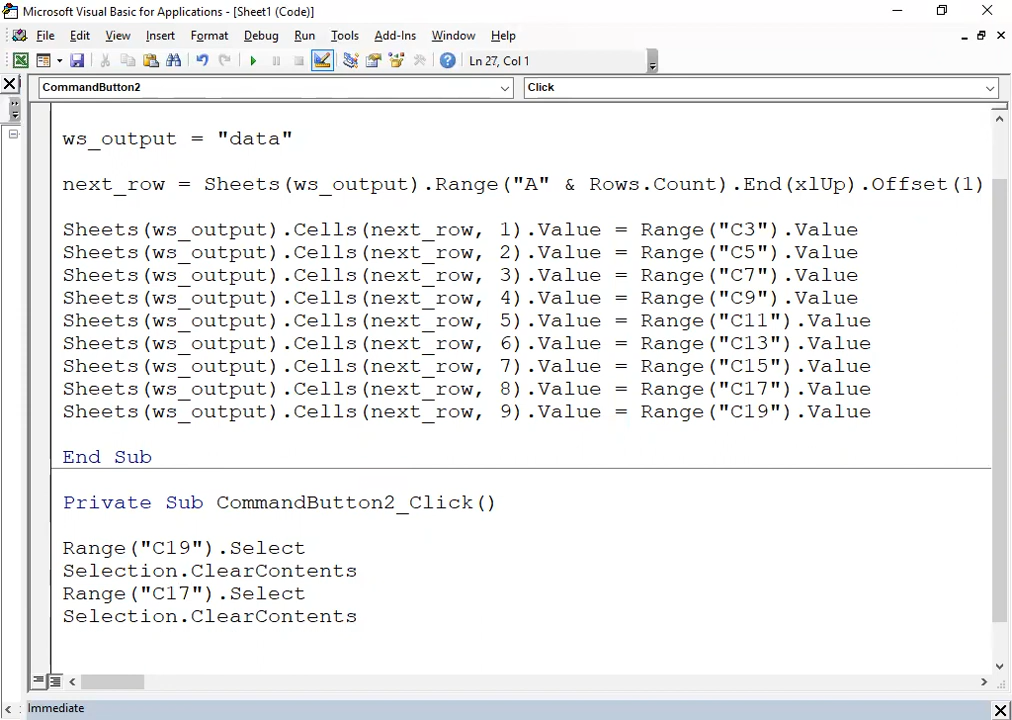 Microsoft Visual Basic for Applications - [Sheet1 (Code)]
File Edit View Insert Format Debug Run Tools Add-Ins Window Help
Ln 27, Col 1
CommandButton2 Click
ws_output = "data"
next_row = Sheets(ws_output).Range("A" & Rows.Count).End(xlUp).Offset(1)
Sheets(ws_output).Cells(next_row, 1).Value = Range("C3").Value
Sheets(ws_output).Cells(next_row, 2).Value = Range("C5").Value
Sheets(ws_output).Cells(next_row, 3).Value = Range("C7").Value
Sheets(ws_output).Cells(next_row, 4).Value = Range("C9").Value
Sheets(ws_output).Cells(next_row, 5).Value = Range("C11").Value
Sheets(ws_output).Cells(next_row, 6).Value = Range("C13").Value
Sheets(ws_output).Cells(next_row, 7).Value = Range("C15").Value
Sheets(ws_output).Cells(next_row, 8).Value = Range("C17").Value
Sheets(ws_output).Cells(next_row, 9).Value = Range("C19").Value
End Sub
Private Sub CommandButton2_Click()
Range("C19").Select
Selection.ClearContents
Range("C17").Select
Selection.ClearContents
Immediate